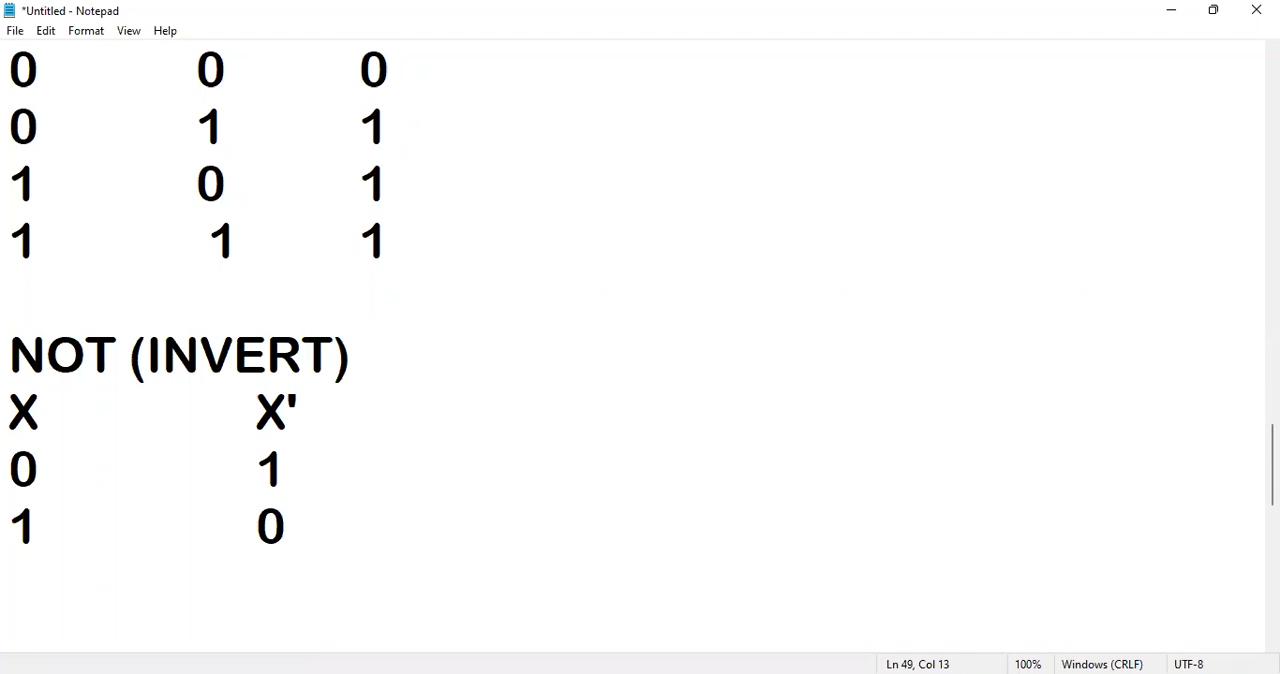 *Untitled - Notepad
File Edit Format View Help
0 0 0
0 1 1
1 0 1
1 1 1
NOT (INVERT)
X X'
0 1
1 0
Ln 49, Col 13 100% Windows (CRLF) UTF-8